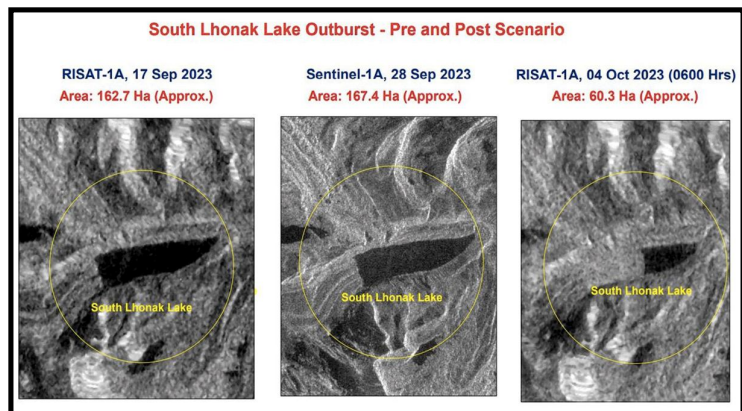 South Lhonak Lake Outburst - Pre and Post Scenario
RISAT-1A, 17 Sep 2023
Area: 162.7 Ha (Approx.)
Sentinel-1A, 28 Sep 2023
Area: 167.4 Ha (Approx.)
RISAT-1A, 04 Oct 2023 (0600 Hrs)
Area: 60.3 Ha (Approx.)
South Lhonak Lake
South Lhonak Lake
South Lhonak Lake